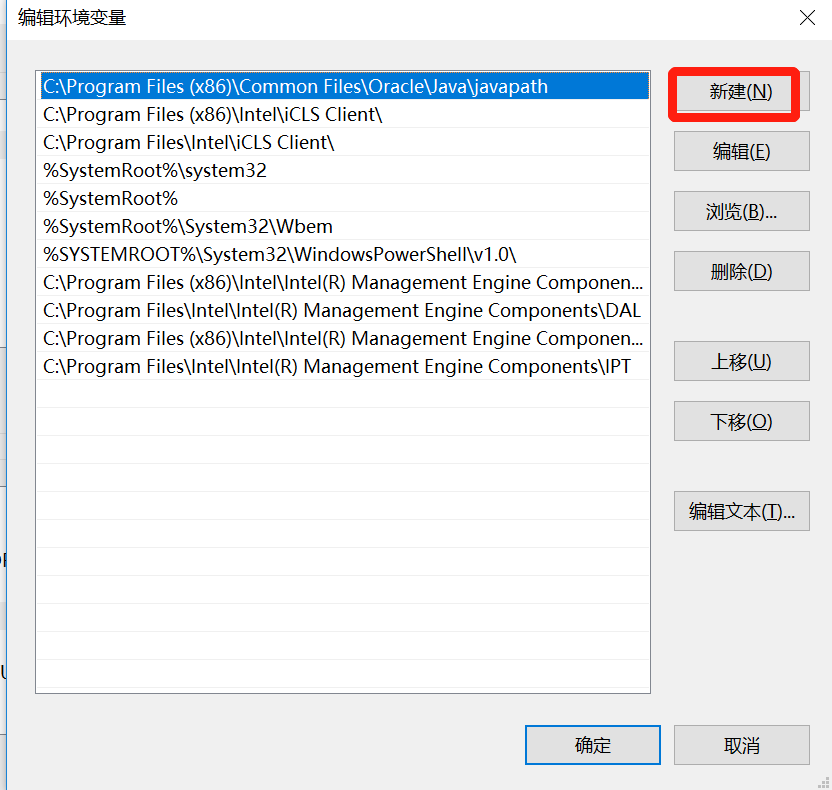 编辑环境变量
C:\Program Files (x86)\Common Files\Oracle\Java\javapath
C:\Program Files (x86)\Intel\iCLS Client\
C:\Program Files\Intel\iCLS Client\
%SystemRoot%\system32
%SystemRoot%
%SystemRoot%\System32\Wbem
%SYSTEMROOT%\System32\WindowsPowerShell\v1.0\
C:\Program Files (x86)\Intel\Intel(R) Management Engine Componen...
C:\Program Files\Intel\Intel(R) Management Engine Components\DAL
C:\Program Files (x86)\Intel\Intel(R) Management Engine Componen...
C:\Program Files\Intel\Intel(R) Management Engine Components\IPT
新建(N)
编辑(E)
浏览(B)...
删除(D)
上移(U)
下移(O)
编辑文本(T)...
确定
取消